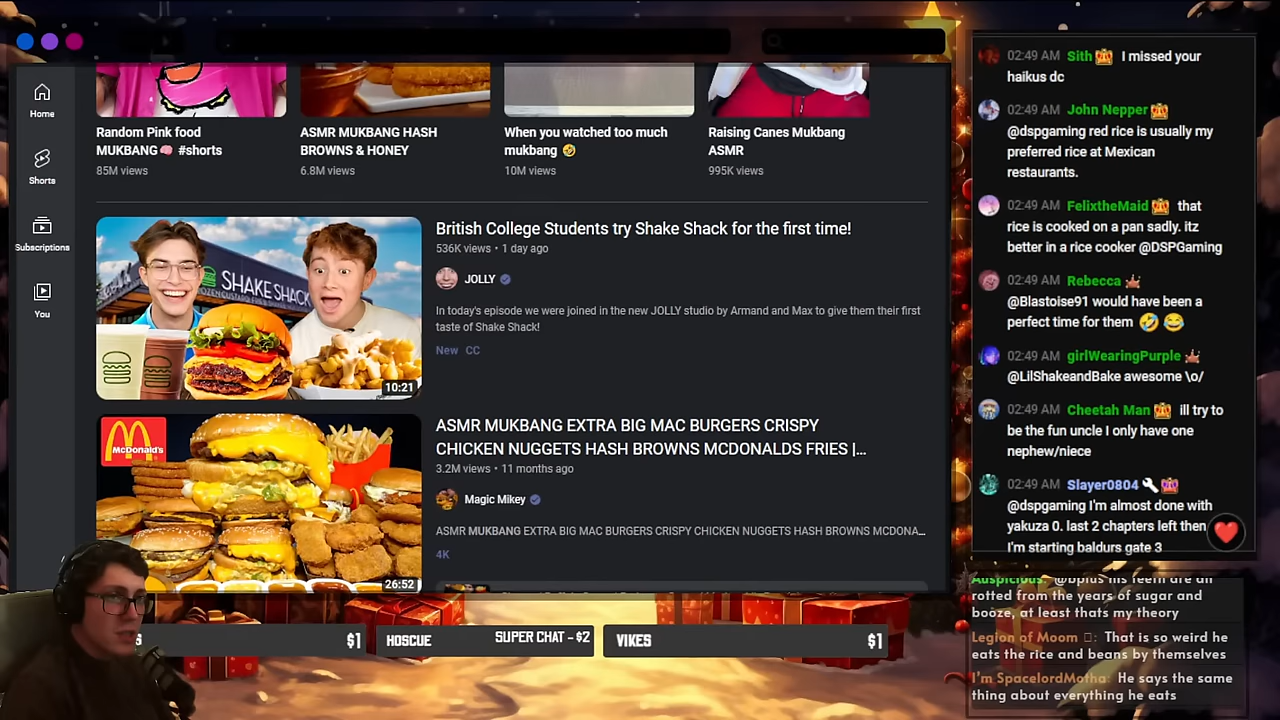 Home
Shorts
Subscriptions
You
Random Pink food
MUKBANG🧠 #shorts
85M views
ASMR MUKBANG HASH
BROWNS & HONEY
6.8M views
When you watched too much
mukbang 🤣
10M views
Raising Canes Mukbang
ASMR
995K views
SHAKE SHACK
10:21
British College Students try Shake Shack for the first time!
536K views • 1 day ago
JOLLY
In today's episode we were joined in the new JOLLY studio by Armand and Max to give them their first
taste of Shake Shack!
New CC
McDonald's
26:52
ASMR MUKBANG EXTRA BIG MAC BURGERS CRISPY
CHICKEN NUGGETS HASH BROWNS MCDONALDS FRIES |...
3.2M views • 11 months ago
Magic Mikey
ASMR MUKBANG EXTRA BIG MAC BURGERS CRISPY CHICKEN NUGGETS HASH BROWNS MCDONA...
4K
$1
HOSCUE SUPER CHAT – $2
VIKES $1
02:49 AM Sith I missed your
haikus dc
02:49 AM John Nepper
@dspgaming red rice is usually my
preferred rice at Mexican
restaurants.
02:49 AM FelixtheMaid that
rice is cooked on a pan sadly. itz
better in a rice cooker @DSPGaming
02:49 AM Rebecca
@Blastoise91 would have been a
perfect time for them 🤣 😂
02:49 AM girlWearingPurple
@LilShakeandBake awesome \o/
02:49 AM Cheetah Man ill try to
be the fun uncle I only have one
nephew/niece
02:49 AM Slayer0804
@dspgaming I'm almost done with
yakuza 0. last 2 chapters left then
I'm starting baldurs gate 3
Auspicious: @bplus his teeth are all
rotted from the years of sugar and
booze, at least thats my theory
Legion of Moom: That is so weird he
eats the rice and beans by themselves
I'm SpacelordMotha: He says the same
thing about everything he eats